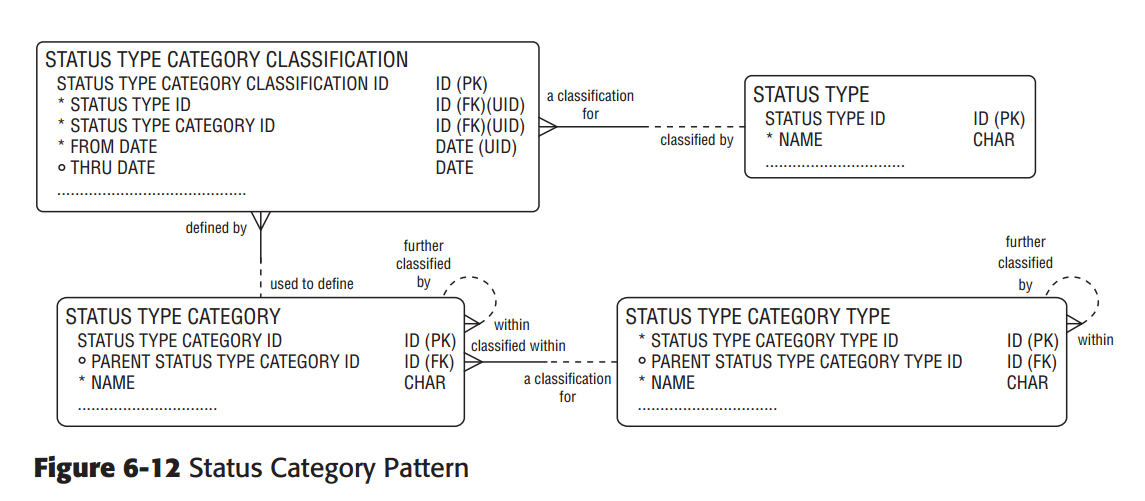 STATUS TYPE CATEGORY CLASSIFICATION
STATUS TYPE CATEGORY CLASSIFICATION ID ID (PK)
* STATUS TYPE ID ID (FK)(UID)
* STATUS TYPE CATEGORY ID ID (FK)(UID)
* FROM DATE DATE (UID)
o THRU DATE DATE
a classification
for
classified by
STATUS TYPE
STATUS TYPE ID ID (PK)
* NAME CHAR
defined by
used to define
further
classified
by
within
STATUS TYPE CATEGORY
STATUS TYPE CATEGORY ID ID (PK)
o PARENT STATUS TYPE CATEGORY ID ID (FK)
* NAME CHAR
classified within
a classification
for
further
classified
by
within
STATUS TYPE CATEGORY TYPE
* STATUS TYPE CATEGORY TYPE ID ID (PK)
o PARENT STATUS TYPE CATEGORY TYPE ID ID (FK)
* NAME CHAR
Figure 6-12 Status Category Pattern